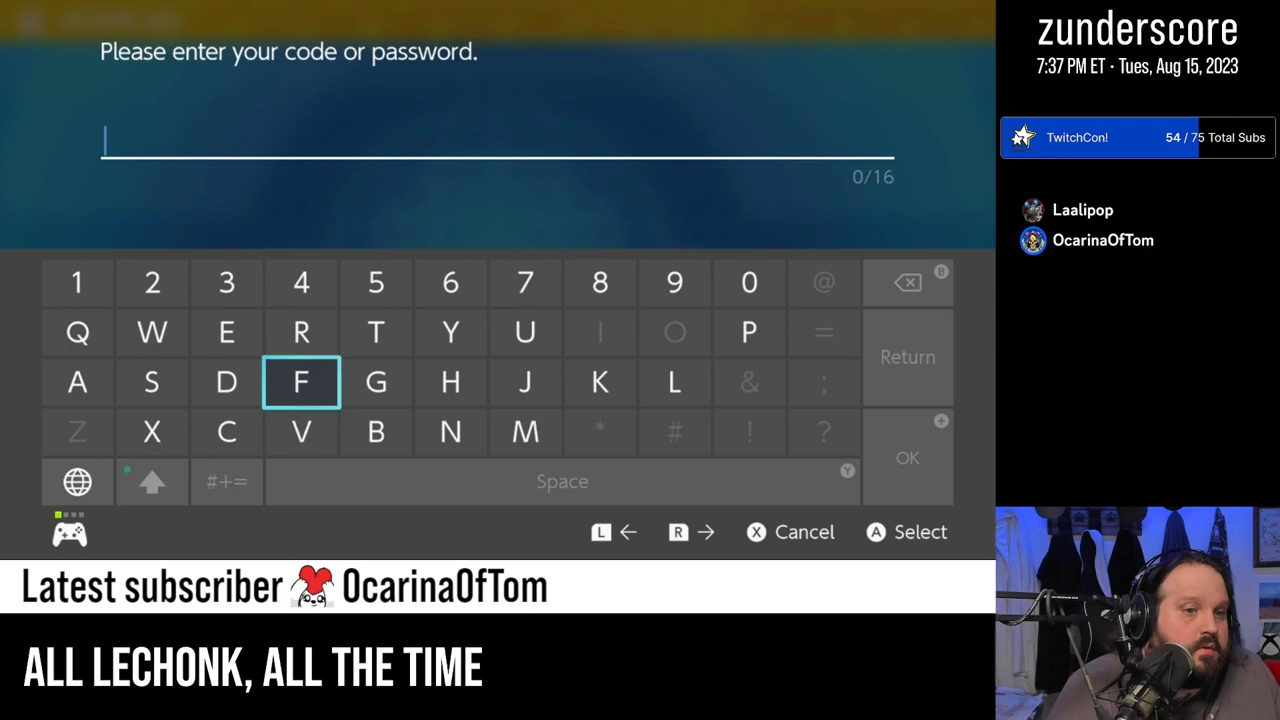 Please enter your code or password.
0/16
1 2 3 4 5 6 7 8 9 0 @
Q W E R T Y U I O P =
Return
A S D F G H J K L & ;
Z X C V B N M * # ! ?
OK
#+= Space
L ← R → X Cancel A Select
Latest subscriber OcarinaOfTom
ALL LECHONK, ALL THE TIME
zunderscore
7:37 PM ET · Tues, Aug 15, 2023
TwitchCon! 54 / 75 Total Subs
Laalipop
OcarinaOfTom